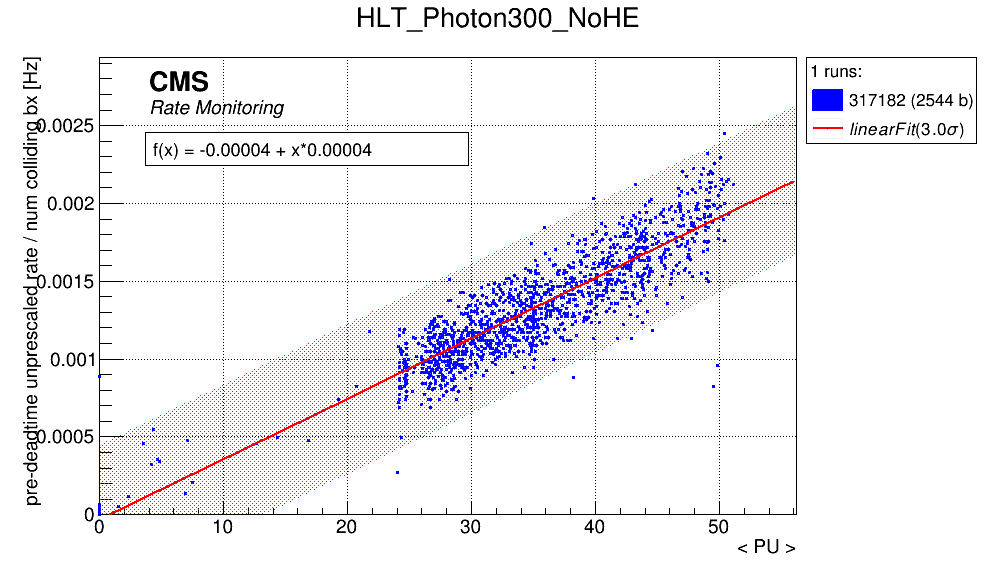 HLT_Photon300_NoHE
pre-deadtime unprescaled rate / num colliding bx [Hz]
CMS
Rate Monitoring
f(x) = -0.00004 + x*0.00004
1 runs:
317182 (2544 b)
linearFit(3.0σ)
0.0025
0.002
0.0015
0.001
0.0005
0
0 10 20 30 40 50
< PU >